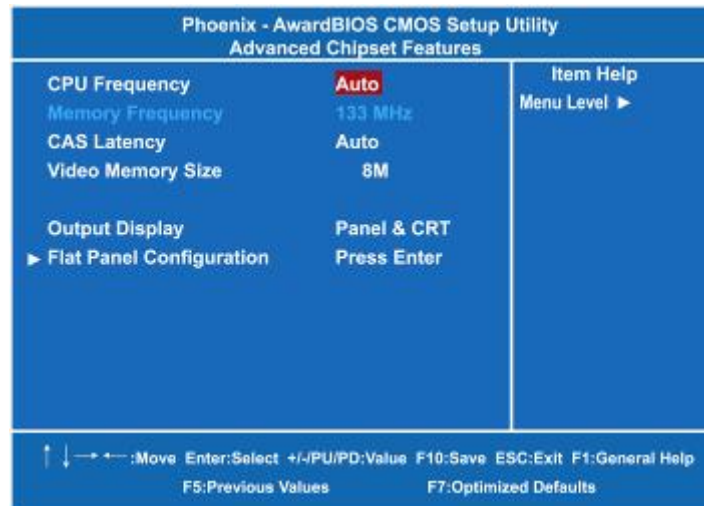 Phoenix - AwardBIOS CMOS Setup Utility
Advanced Chipset Features
CPU Frequency Auto
Memory Frequency 133 MHz
CAS Latency Auto
Video Memory Size 8M
Output Display Panel & CRT
► Flat Panel Configuration Press Enter
Item Help
Menu Level ►
↑ ↓ → ← :Move Enter:Select +/-/PU/PD:Value F10:Save ESC:Exit F1:General Help
F5:Previous Values F7:Optimized Defaults